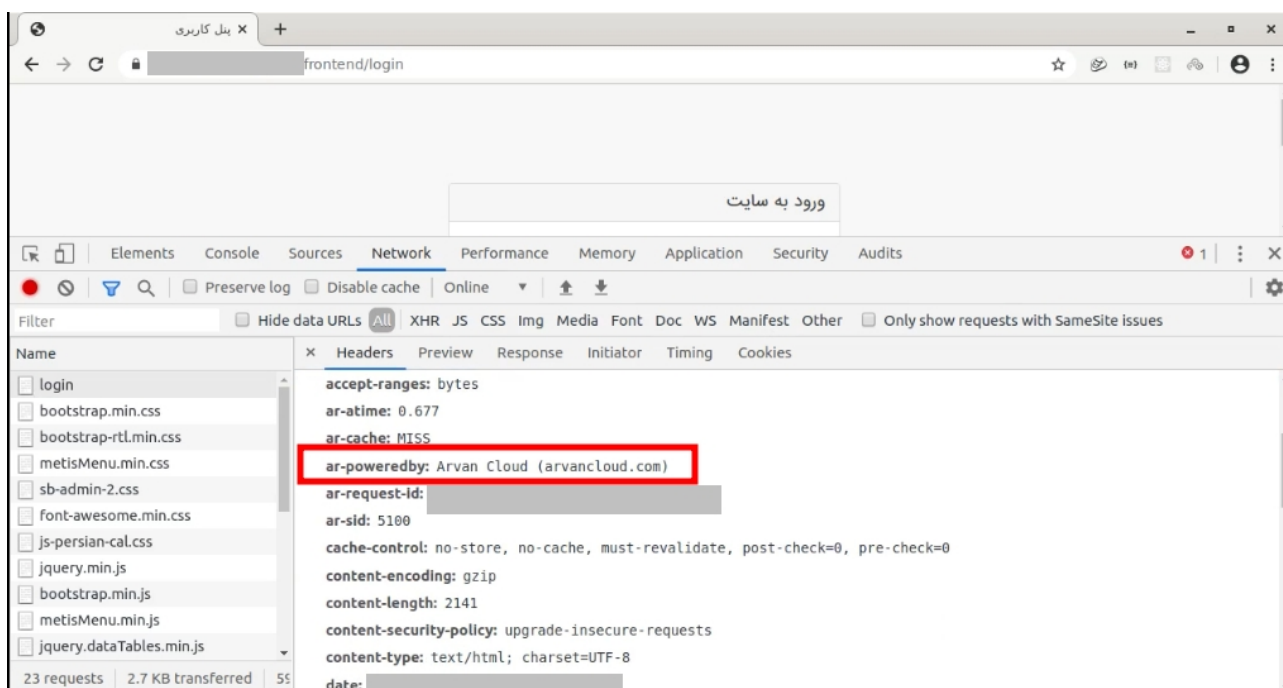 پنل کاربری
frontend/login
ورود به سایت
Elements Console Sources Network Performance Memory Application Security Audits 1
Preserve log Disable cache Online
Filter Hide data URLs All XHR JS CSS Img Media Font Doc WS Manifest Other Only show requests with SameSite issues
Name Headers Preview Response Initiator Timing Cookies
login
bootstrap.min.css
bootstrap-rtl.min.css
metisMenu.min.css
sb-admin-2.css
font-awesome.min.css
js-persian-cal.css
jquery.min.js
bootstrap.min.js
metisMenu.min.js
jquery.dataTables.min.js
23 requests 2.7 KB transferred 59
accept-ranges: bytes
ar-atime: 0.677
ar-cache: MISS
ar-poweredby: Arvan Cloud (arvancloud.com)
ar-request-id:
ar-sid: 5100
cache-control: no-store, no-cache, must-revalidate, post-check=0, pre-check=0
content-encoding: gzip
content-length: 2141
content-security-policy: upgrade-insecure-requests
content-type: text/html; charset=UTF-8
date: